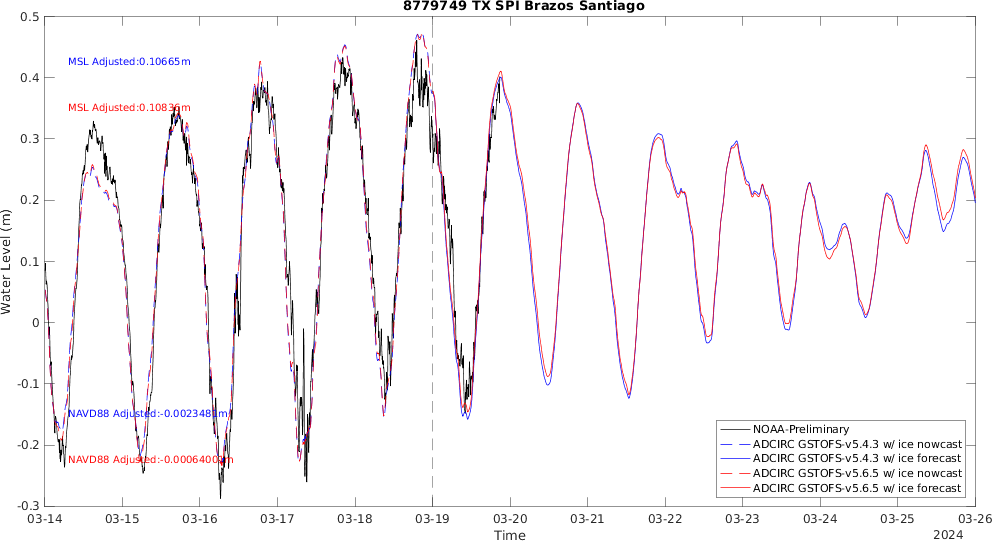 8779749 TX SPI Brazos Santiago
0.5
0.4
0.3
0.2
0.1
0
-0.1
-0.2
-0.3
Water Level (m)
MSL Adjusted:0.10665m
MSL Adjusted:0.10836m
NAVD88 Adjusted:-0.0023481m
NAVD88 Adjusted:-0.00064003m
NOAA-Preliminary
ADCIRC GSTOFS-v5.4.3 w/ ice nowcast
ADCIRC GSTOFS-v5.4.3 w/ ice forecast
ADCIRC GSTOFS-v5.6.5 w/ ice nowcast
ADCIRC GSTOFS-v5.6.5 w/ ice forecast
03-14 03-15 03-16 03-17 03-18 03-19 03-20 03-21 03-22 03-23 03-24 03-25 03-26
Time
2024